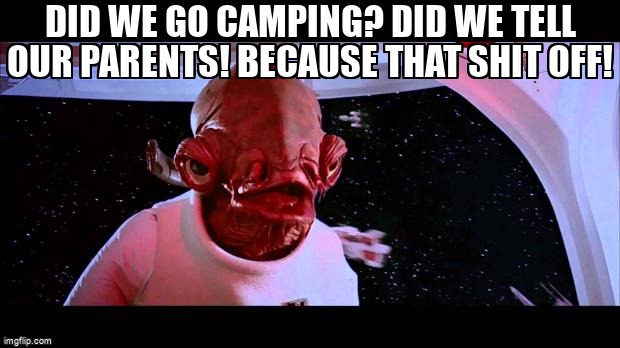 DID WE GO CAMPING? DID WE TELL
OUR PARENTS! BECAUSE THAT SHIT OFF!
imgflip.com